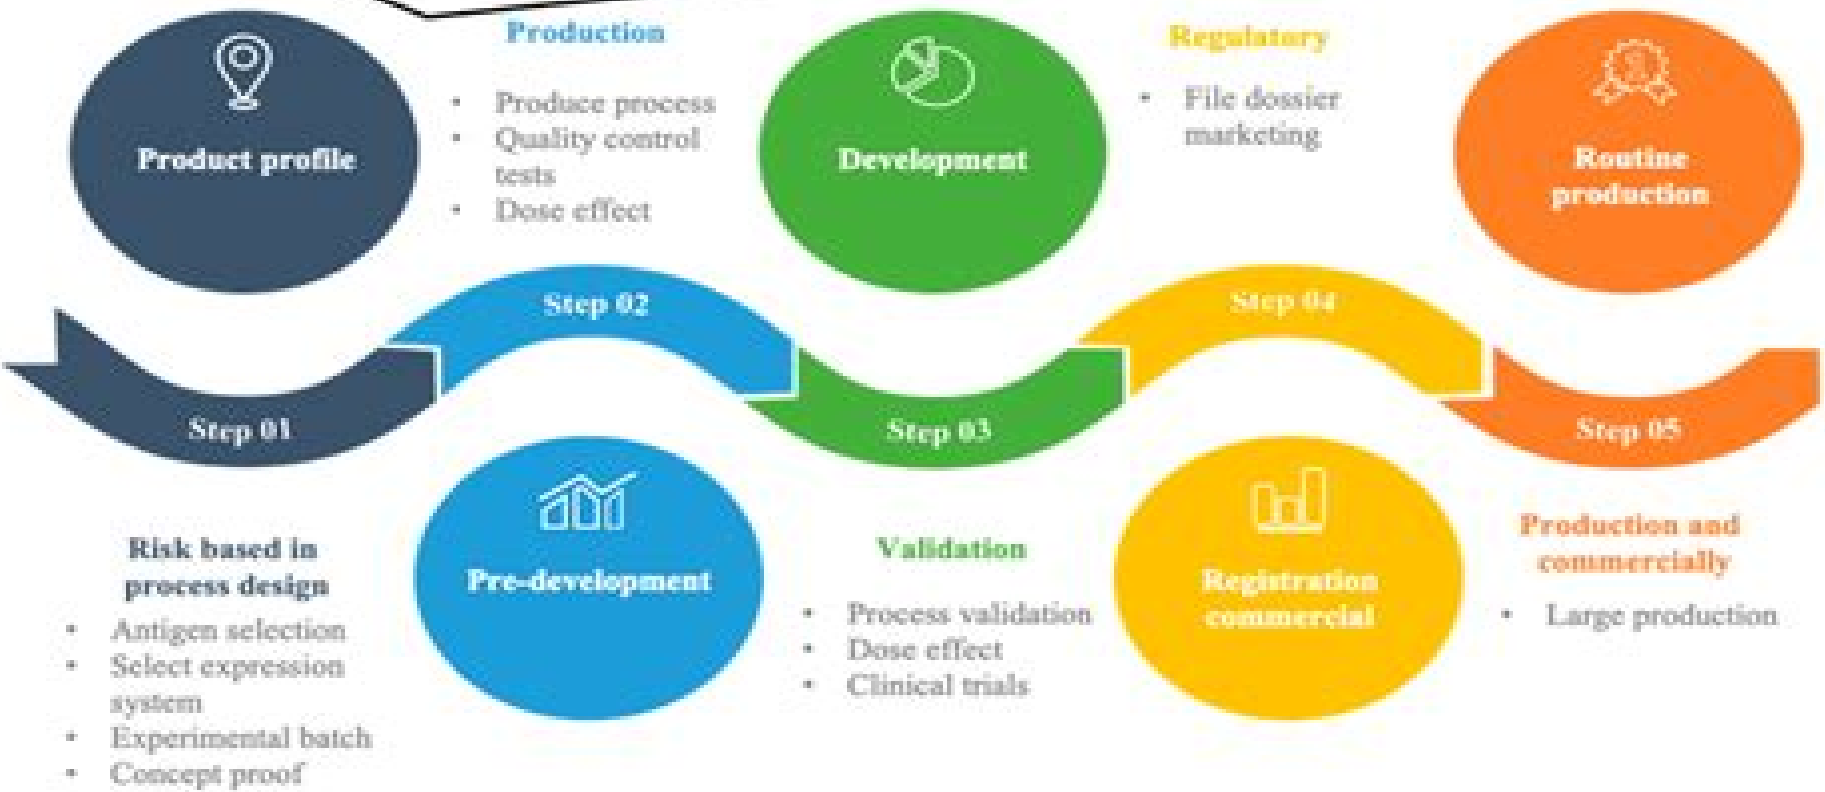 Product profile
Step 01
Risk based in
process design
• Antigen selection
• Select expression
system
• Experimental batch
• Concept proof
Production
• Produce process
• Quality control
tests
• Dose effect
Step 02
Pre-development
Development
Step 03
Validation
• Process validation
• Dose effect
• Clinical trials
Regulatory
• File dossier
marketing
Step 04
Registration
commercial
Routine
production
Step 05
Production and
commercially
• Large production